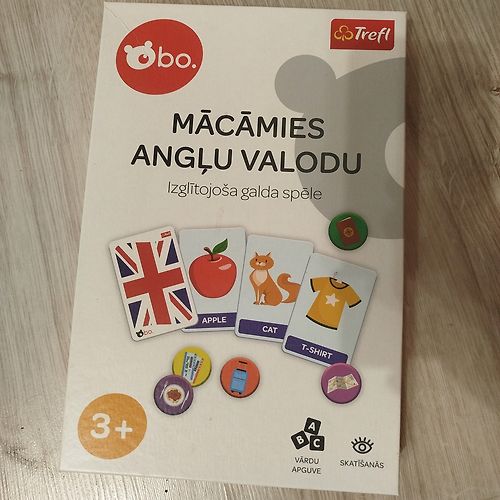 bo.
Trefl
MĀCĀMIES
ANGĻU VALODU
Izglītojoša galda spēle
bo.
APPLE
CAT
T-SHIRT
3+
A
B C
VĀRDU
APGUVE
SKATĪŠANĀS